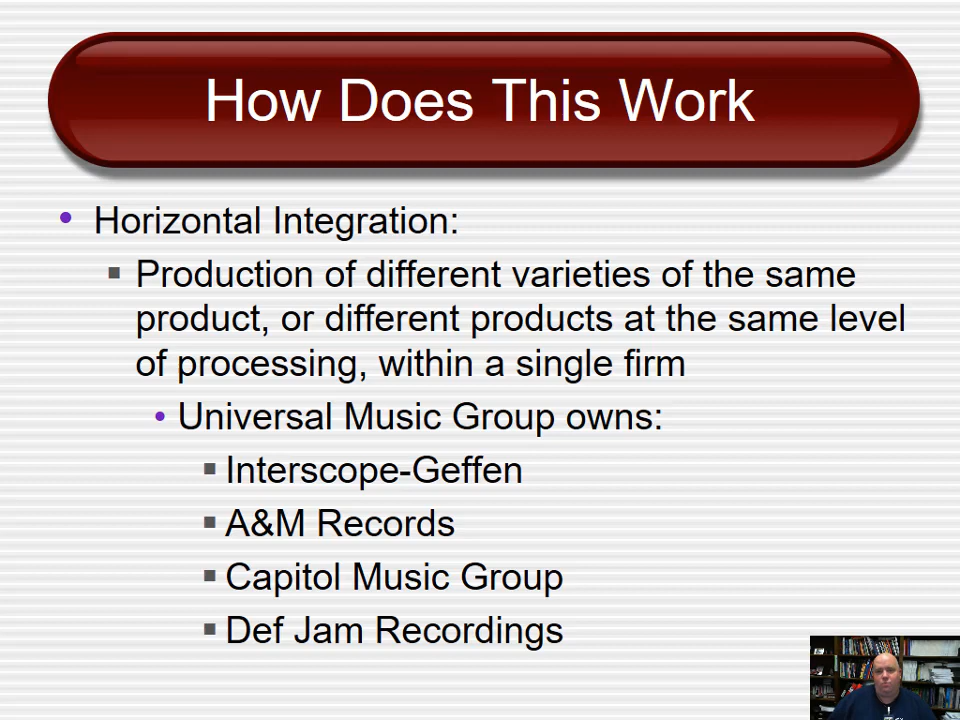 How Does This Work
Horizontal Integration:
Production of different varieties of the same
product, or different products at the same level
of processing, within a single firm
Universal Music Group owns:
Interscope-Geffen
A&M Records
Capitol Music Group
Def Jam Recordings